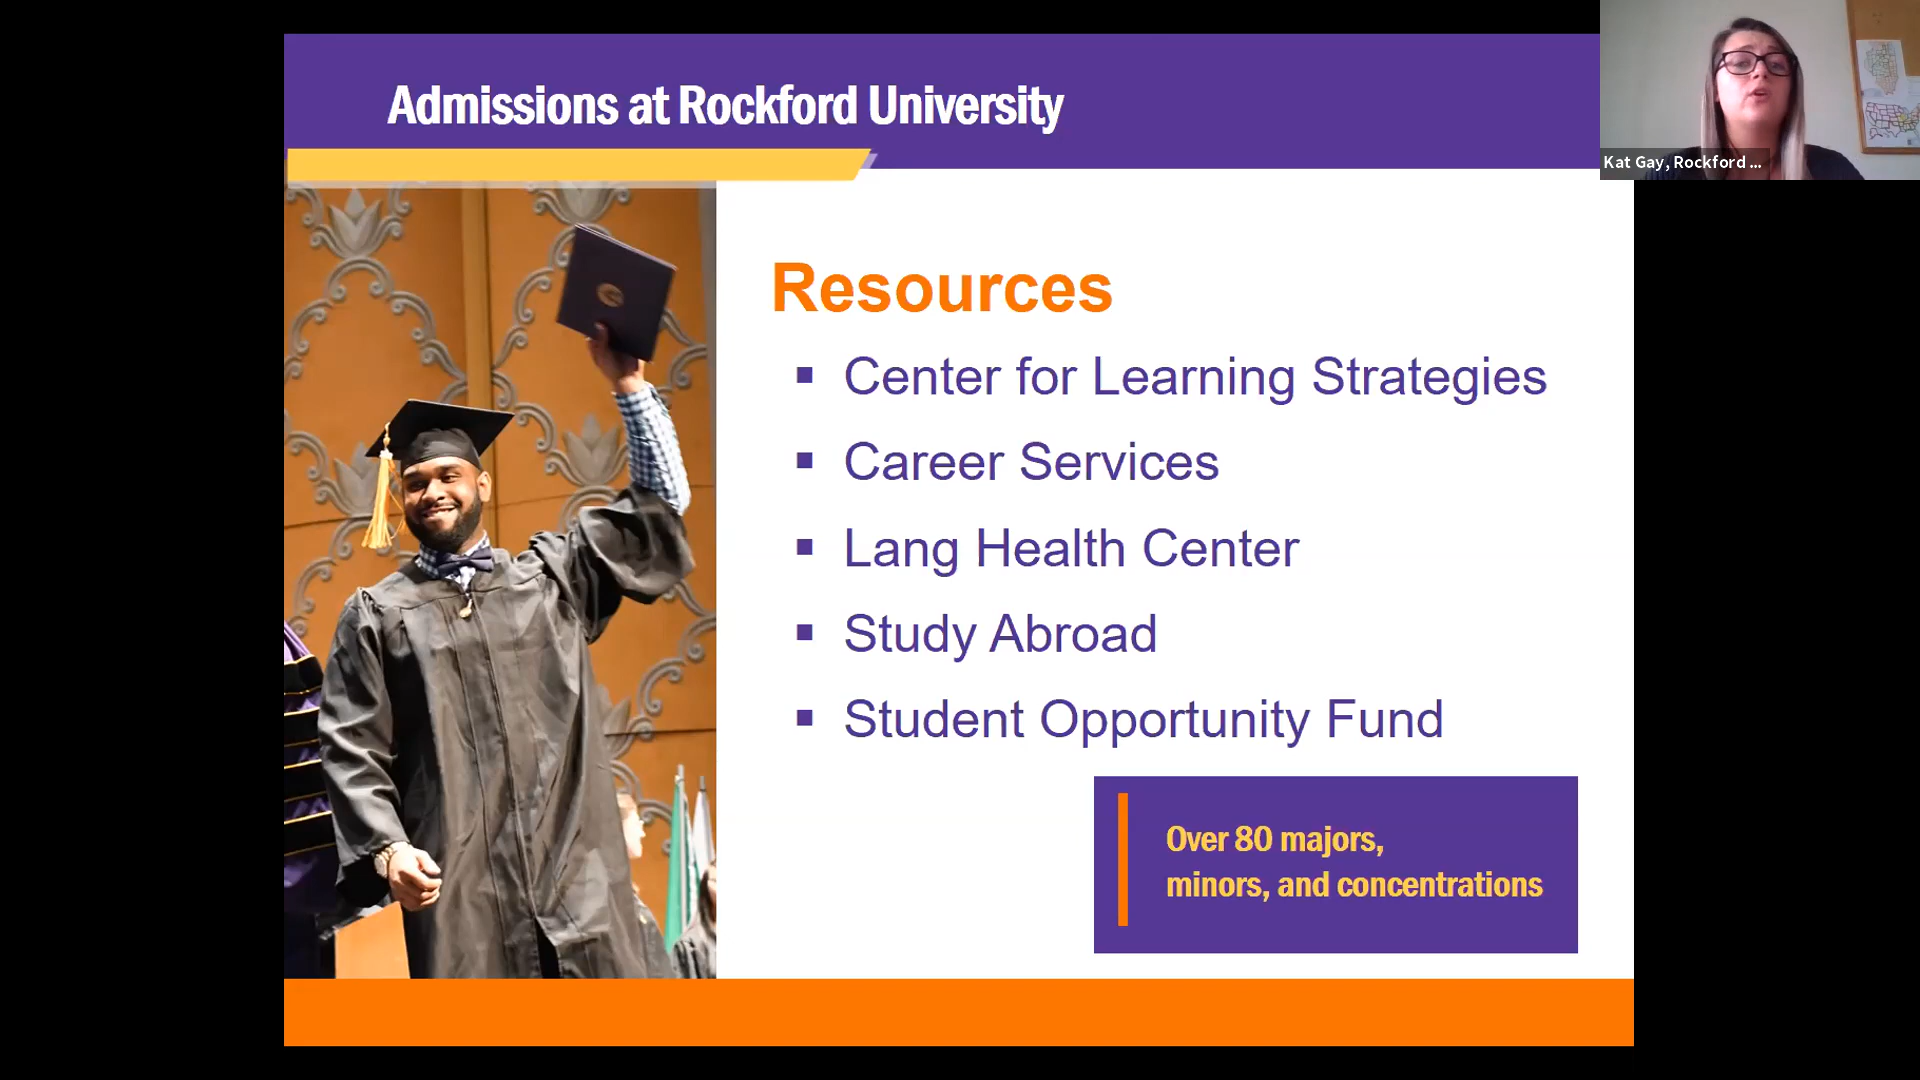 Admissions at Rockford University
Kat Gay, Rockford ...
Resources
▪ Center for Learning Strategies
▪ Career Services
▪ Lang Health Center
▪ Study Abroad
▪ Student Opportunity Fund
Over 80 majors,
minors, and concentrations